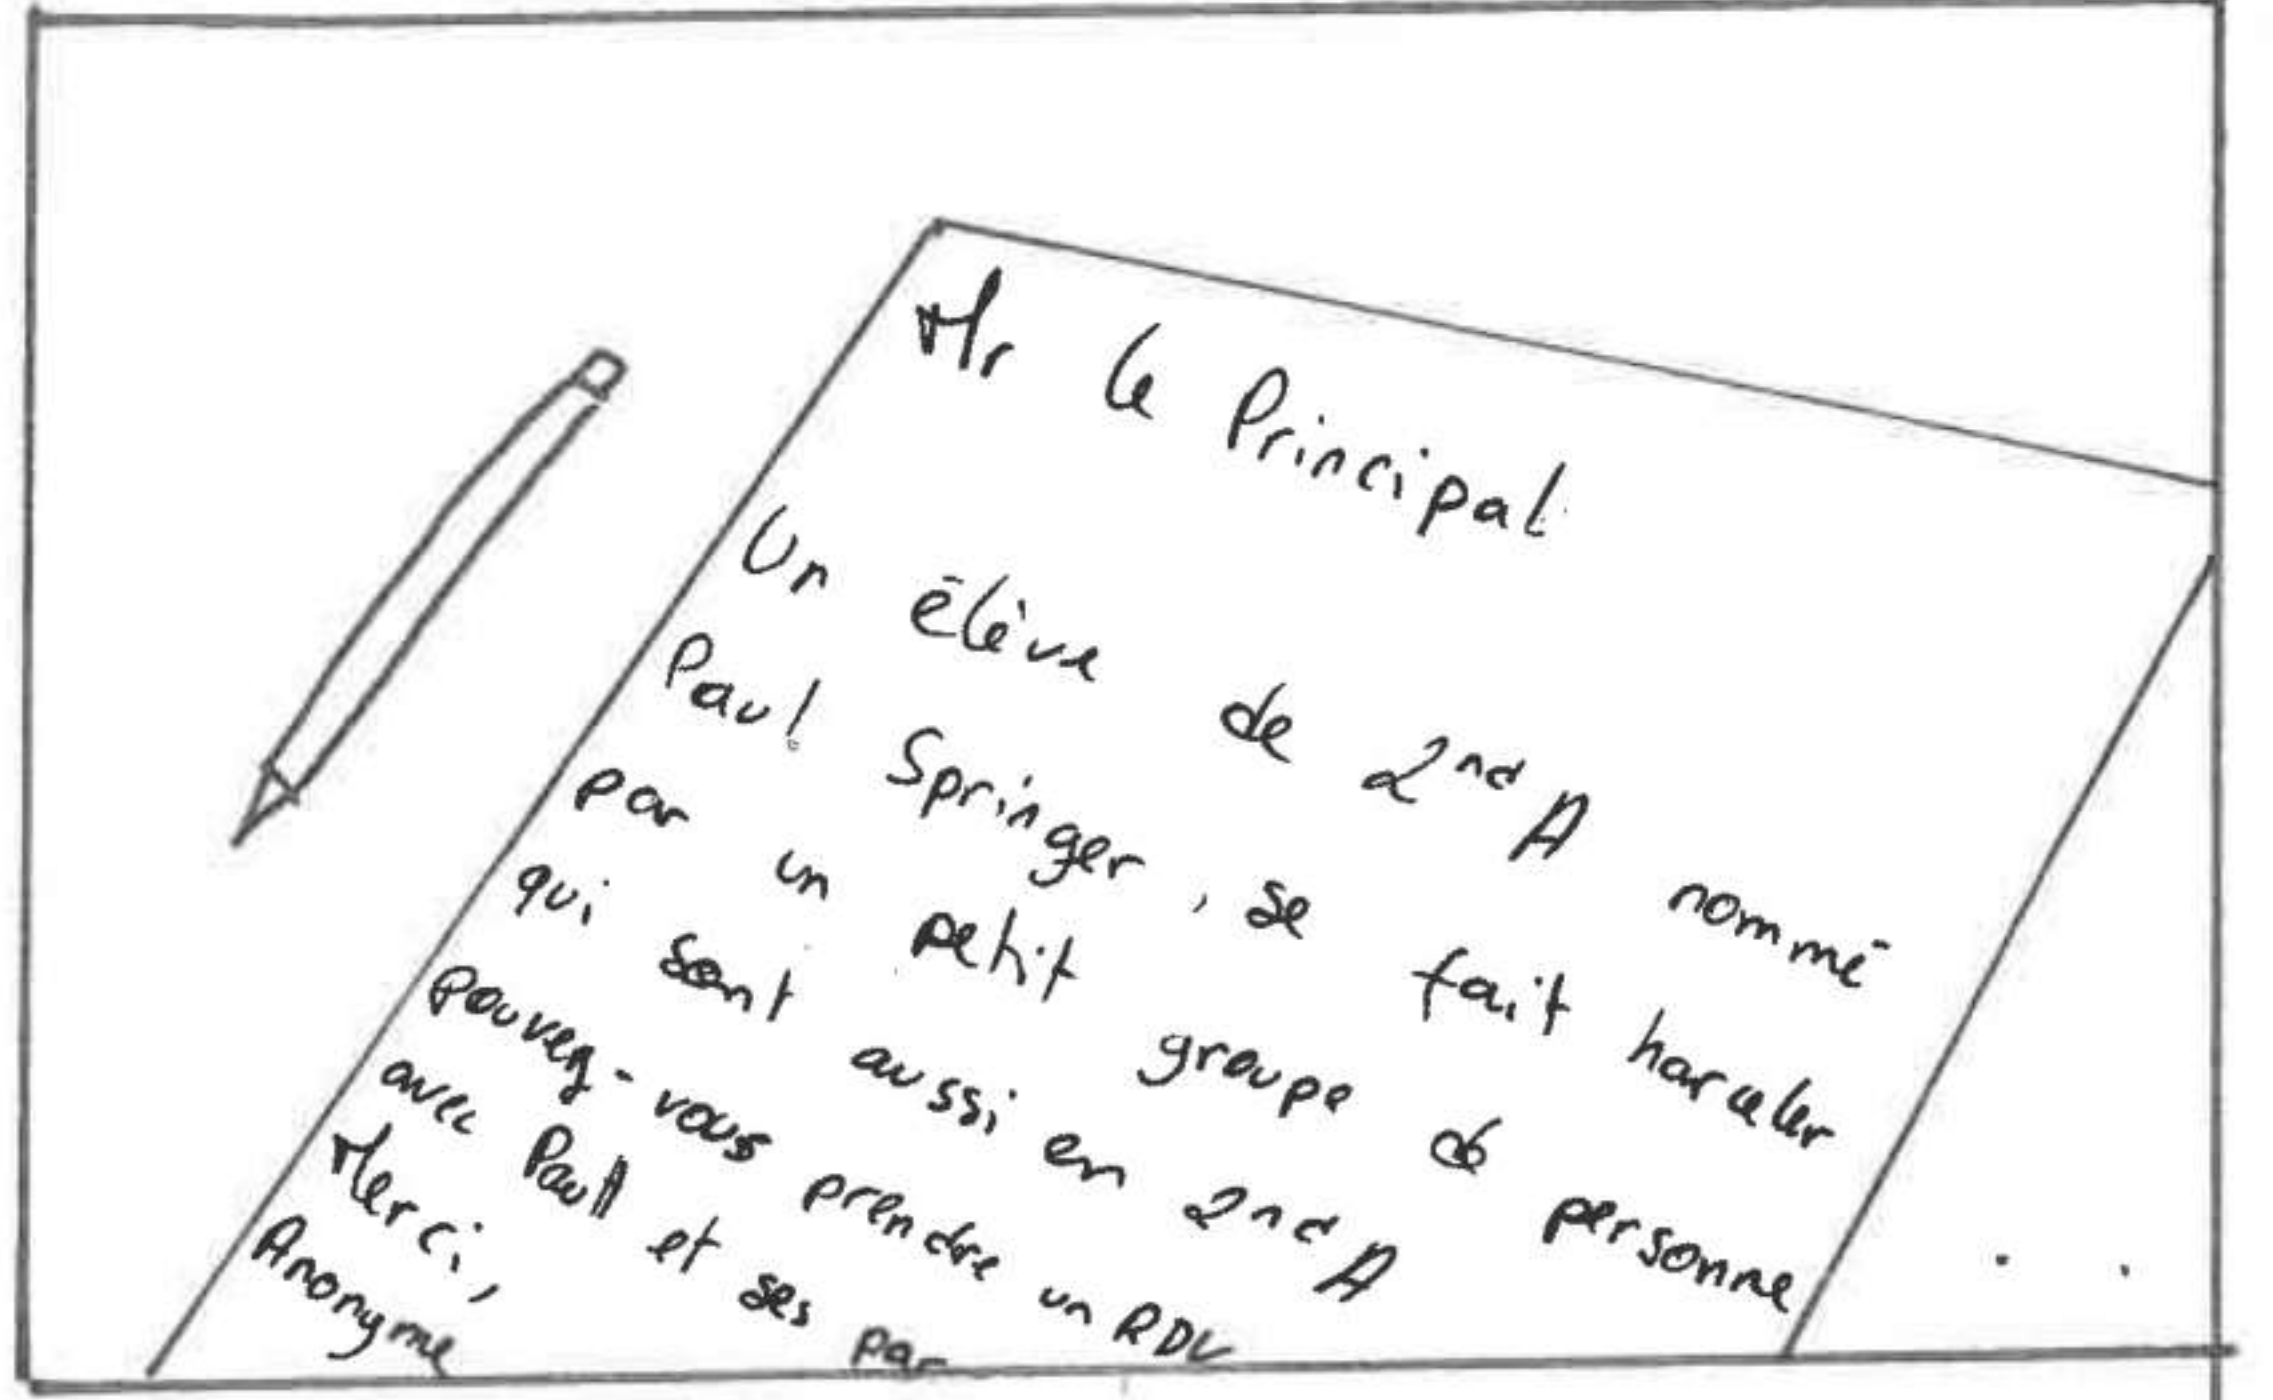 Mr le Principal
Un élève de 2nd A nommé
Paul Springer, se fait harceler
par un petit groupe de personne
qui sont aussi en 2nd A
pouvez-vous prendre un RDV
avec Paul et ses par
Merci,
Anonyme